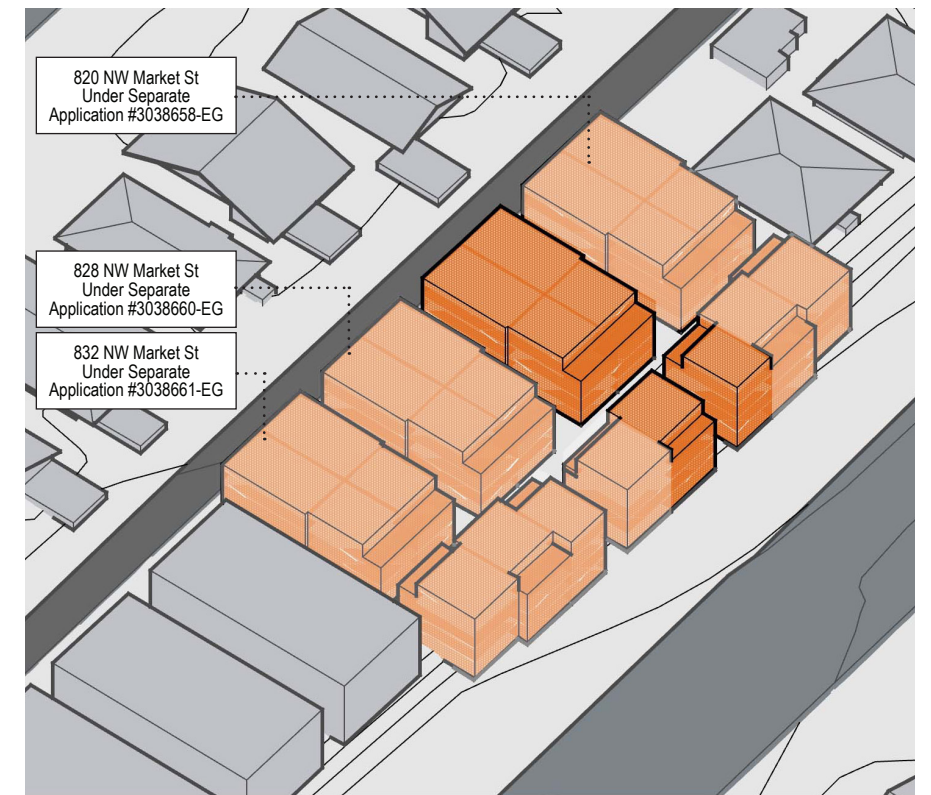 820 NW Market St
Under Separate
Application #3038658-EG
828 NW Market St
Under Separate
Application #3038660-EG
832 NW Market St
Under Separate
Application #3038661-EG